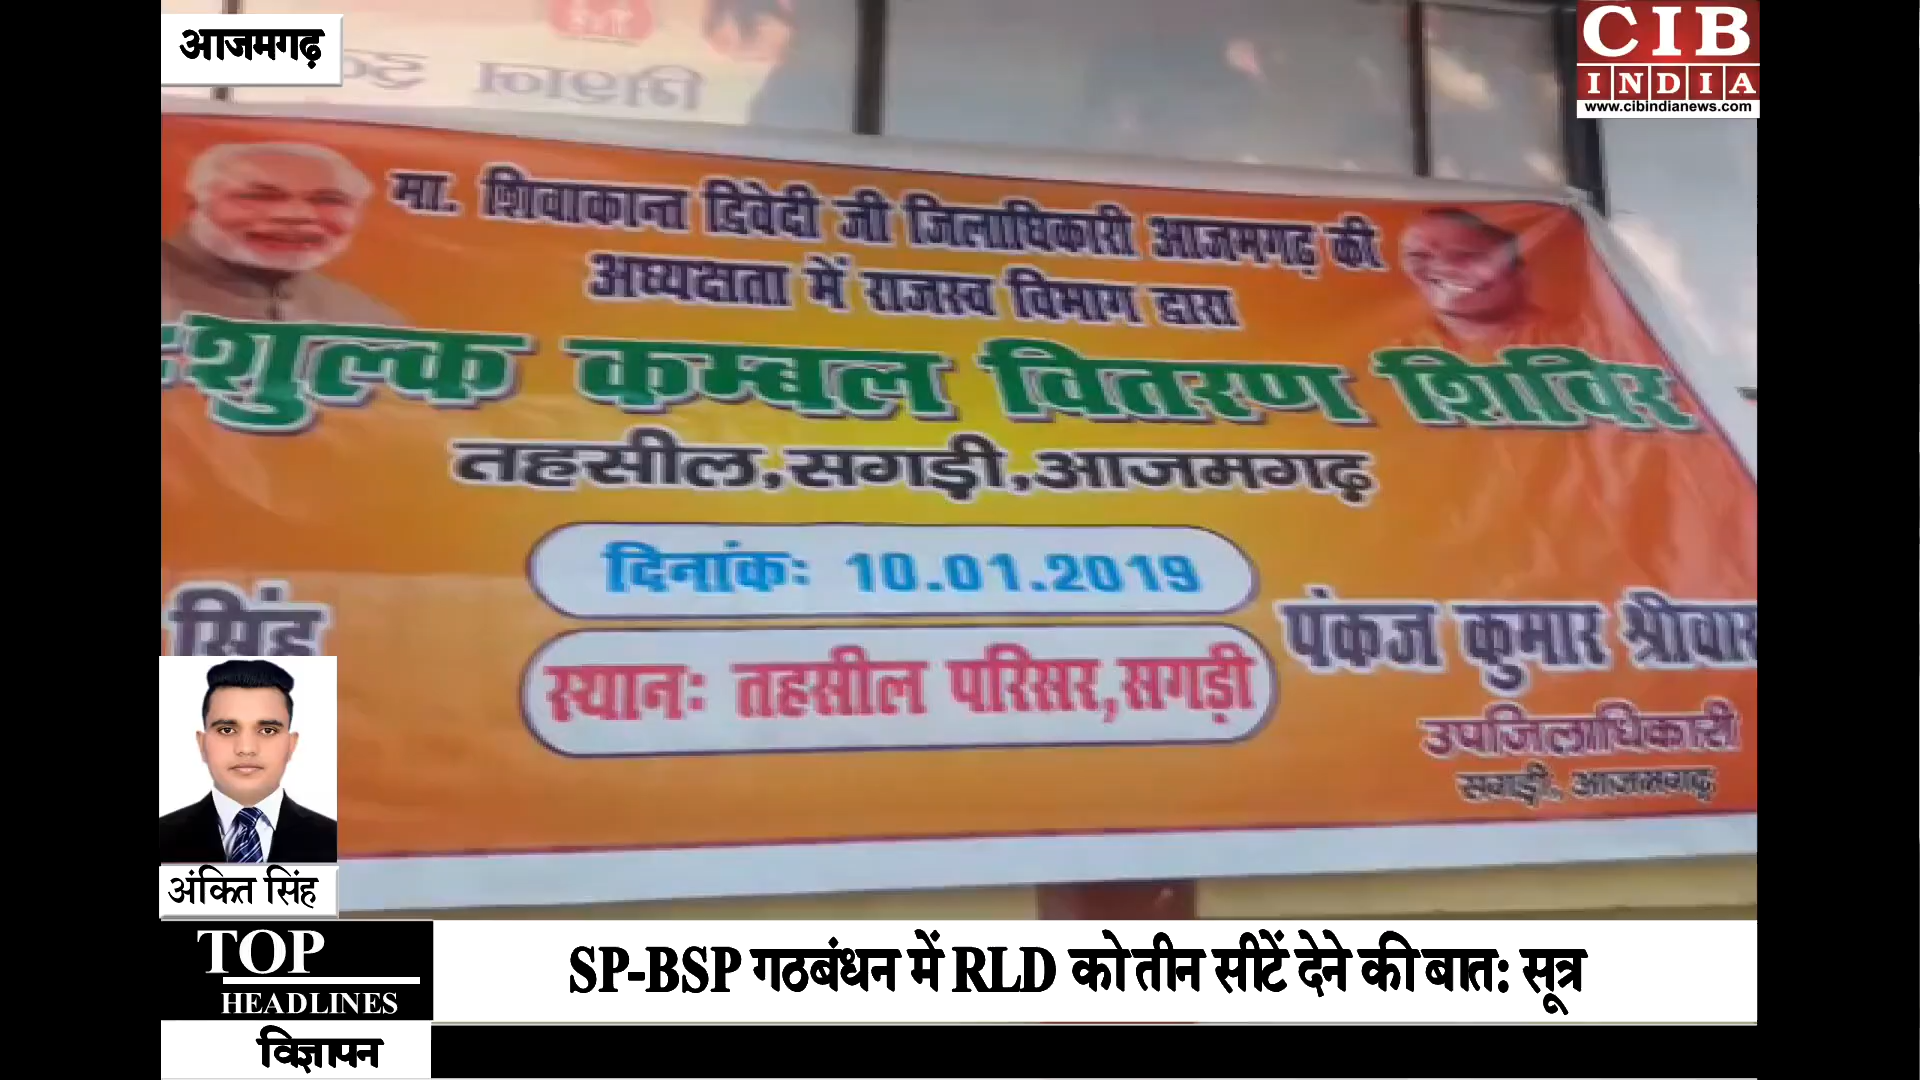 आजमगढ़
CIB
INDIA
www.cibindianews.com
मा. शिवाकान्त द्विवेदी जी जिलाधिकारी आजमगढ़ की
अध्यक्षता में राजस्व विभाग द्वारा
:शुल्क कम्बल वितरण शिविर
तहसील,सगड़ी,आजमगढ़
दिनांकः 10.01.2019
स्थानः तहसील परिसर,सगड़ी
सिंह
पंकज कुमार श्रीवास
उपजिलाधिकारी
सगड़ी, आजमगढ़
अंकित सिंह
TOP
HEADLINES
SP-BSP गठबंधन में RLD को तीन सीटें देने की बात: सूत्र
विज्ञापन